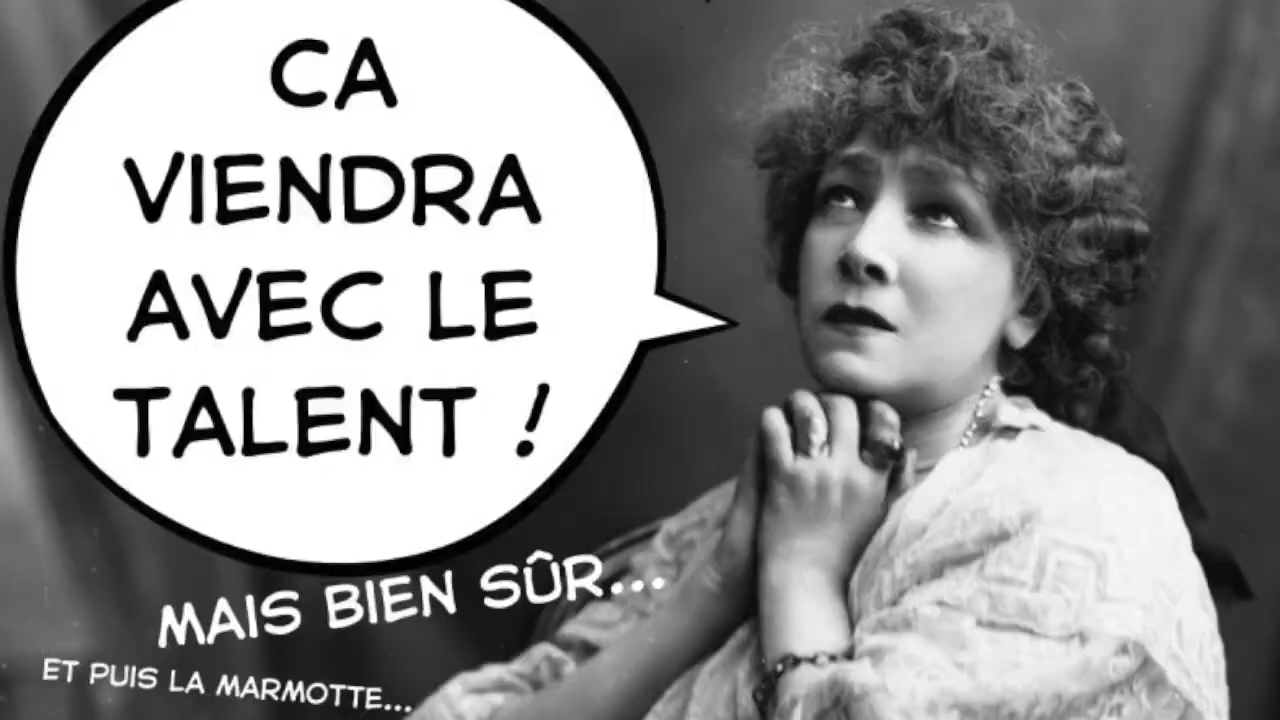 CA
VIENDRA
AVEC LE
TALENT !
MAIS BIEN SÛR...
ET PUIS LA MARMOTTE...